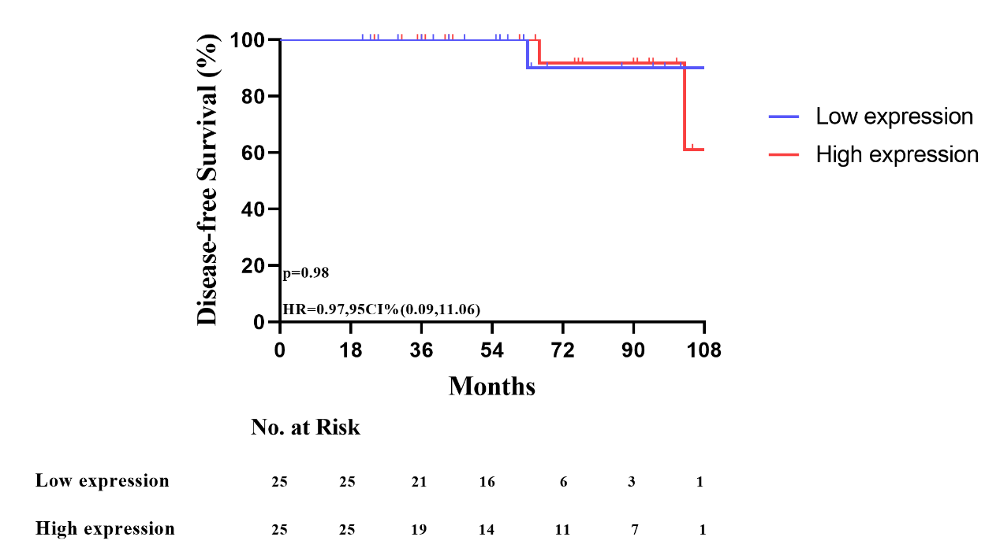 Disease-free Survival (%)
100
80
60
40
20
0
p=0.98
HR=0.97,95CI%(0.09,11.06)
0 18 36 54 72 90 108
Months
Low expression
High expression
No. at Risk
Low expression 25 25 21 16 6 3 1
High expression 25 25 19 14 11 7 1